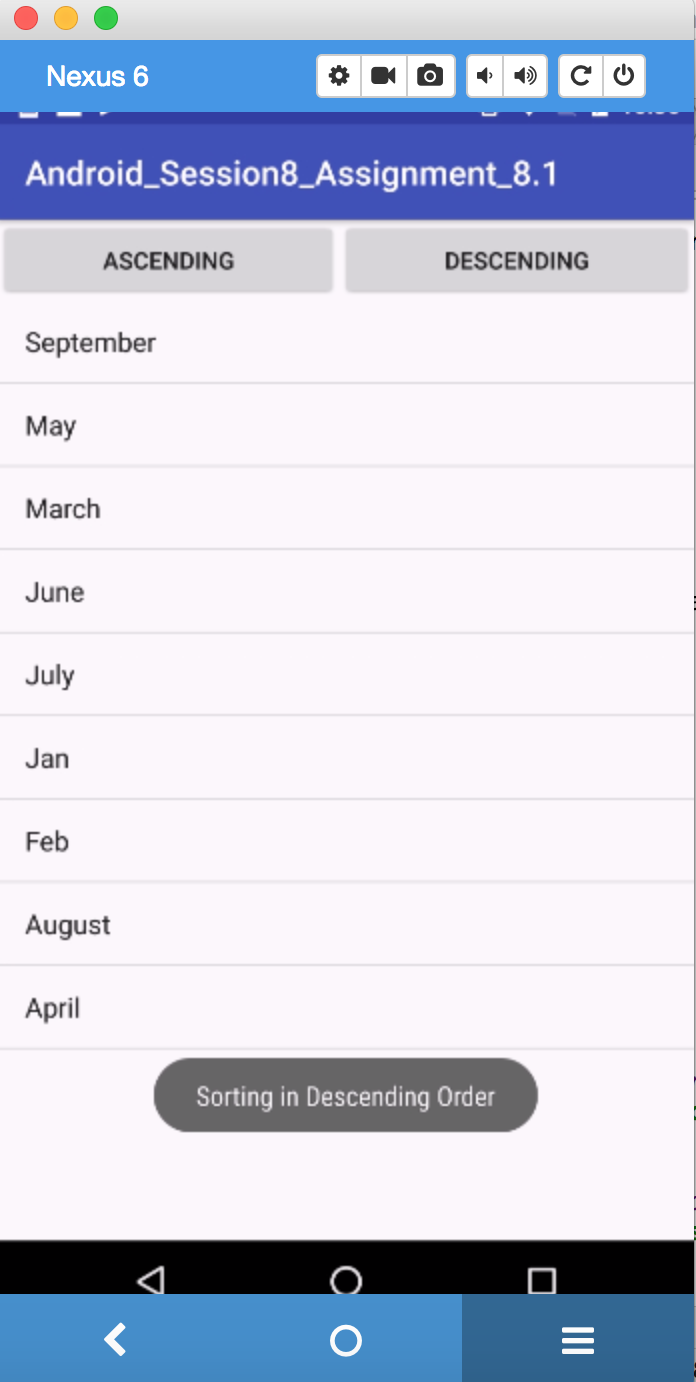 Nexus 6
Android_Session8_Assignment_8.1
ASCENDING DESCENDING
September
May
March
June
July
Jan
Feb
August
April
Sorting in Descending Order